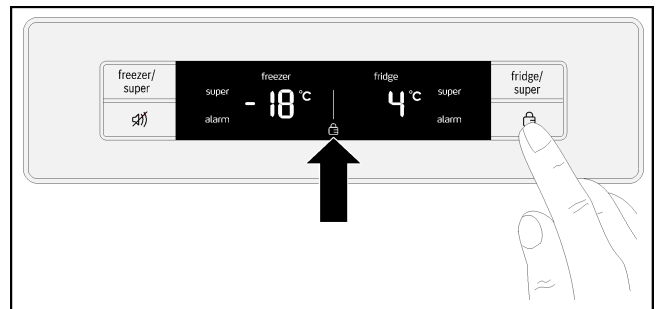 freezer/
super
super
alarm
freezer
- 18 °C
fridge
4 °C
super
alarm
fridge/
super